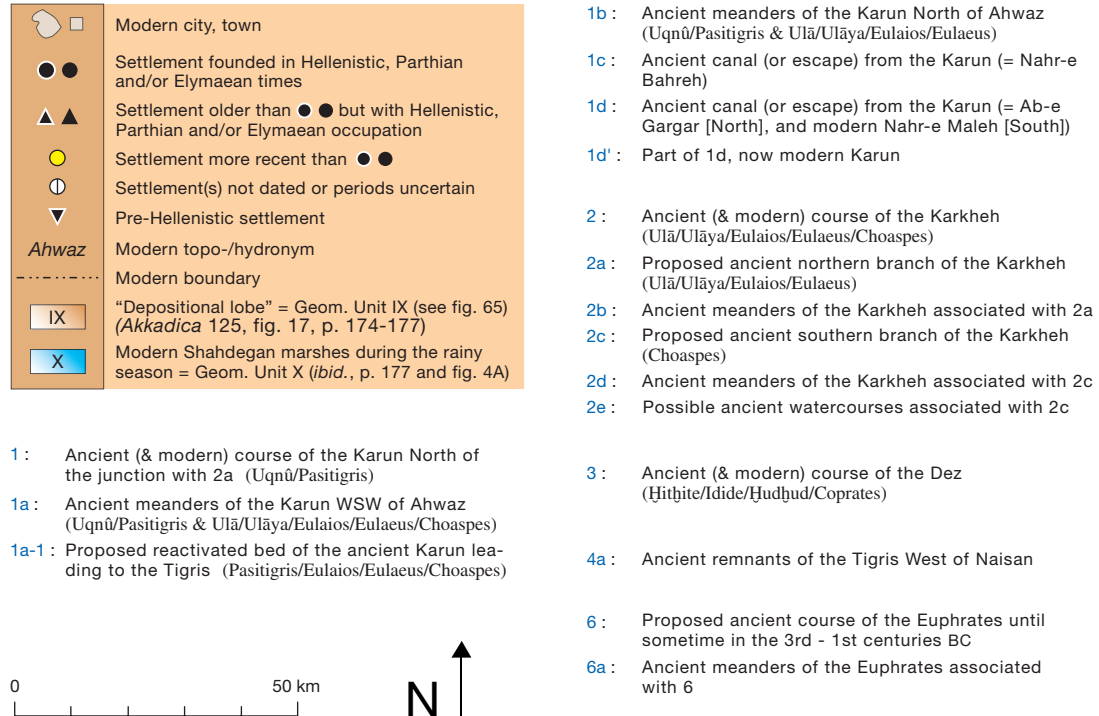 Modern city, town
Settlement founded in Hellenistic, Parthian
and/or Elymaean times
Settlement older than but with Hellenistic,
Parthian and/or Elymaean occupation
Settlement more recent than
Settlement(s) not dated or periods uncertain
Pre-Hellenistic settlement
Ahwaz Modern topo-/hydronym
Modern boundary
IX “Depositional lobe” = Geom. Unit IX (see fig. 65)
(Akkadica 125, fig. 17, p. 174-177)
X Modern Shahdegan marshes during the rainy
season = Geom. Unit X (ibid., p. 177 and fig. 4A)
1 : Ancient (& modern) course of the Karun North of
the junction with 2a (Uqnû/Pasitigris)
1a : Ancient meanders of the Karun WSW of Ahwaz
(Uqnû/Pasitigris & Ulā/Ulāya/Eulaios/Eulaeus/Choaspes)
1a-1 : Proposed reactivated bed of the ancient Karun lea-
ding to the Tigris (Pasitigris/Eulaios/Eulaeus/Choaspes)
0 50 km
N
1b : Ancient meanders of the Karun North of Ahwaz
(Uqnû/Pasitigris & Ulā/Ulāya/Eulaios/Eulaeus)
1c : Ancient canal (or escape) from the Karun (= Nahr-e
Bahreh)
1d : Ancient canal (or escape) from the Karun (= Ab-e
Gargar [North], and modern Nahr-e Maleh [South])
1d' : Part of 1d, now modern Karun
2 : Ancient (& modern) course of the Karkheh
(Ulā/Ulāya/Eulaios/Eulaeus/Choaspes)
2a : Proposed ancient northern branch of the Karkheh
(Ulā/Ulāya/Eulaios/Eulaeus)
2b : Ancient meanders of the Karkheh associated with 2a
2c : Proposed ancient southern branch of the Karkheh
(Choaspes)
2d : Ancient meanders of the Karkheh associated with 2c
2e : Possible ancient watercourses associated with 2c
3 : Ancient (& modern) course of the Dez
(Ḫitḫite/Idide/Ḫudḫud/Coprates)
4a : Ancient remnants of the Tigris West of Naisan
6 : Proposed ancient course of the Euphrates until
sometime in the 3rd - 1st centuries BC
6a : Ancient meanders of the Euphrates associated
with 6